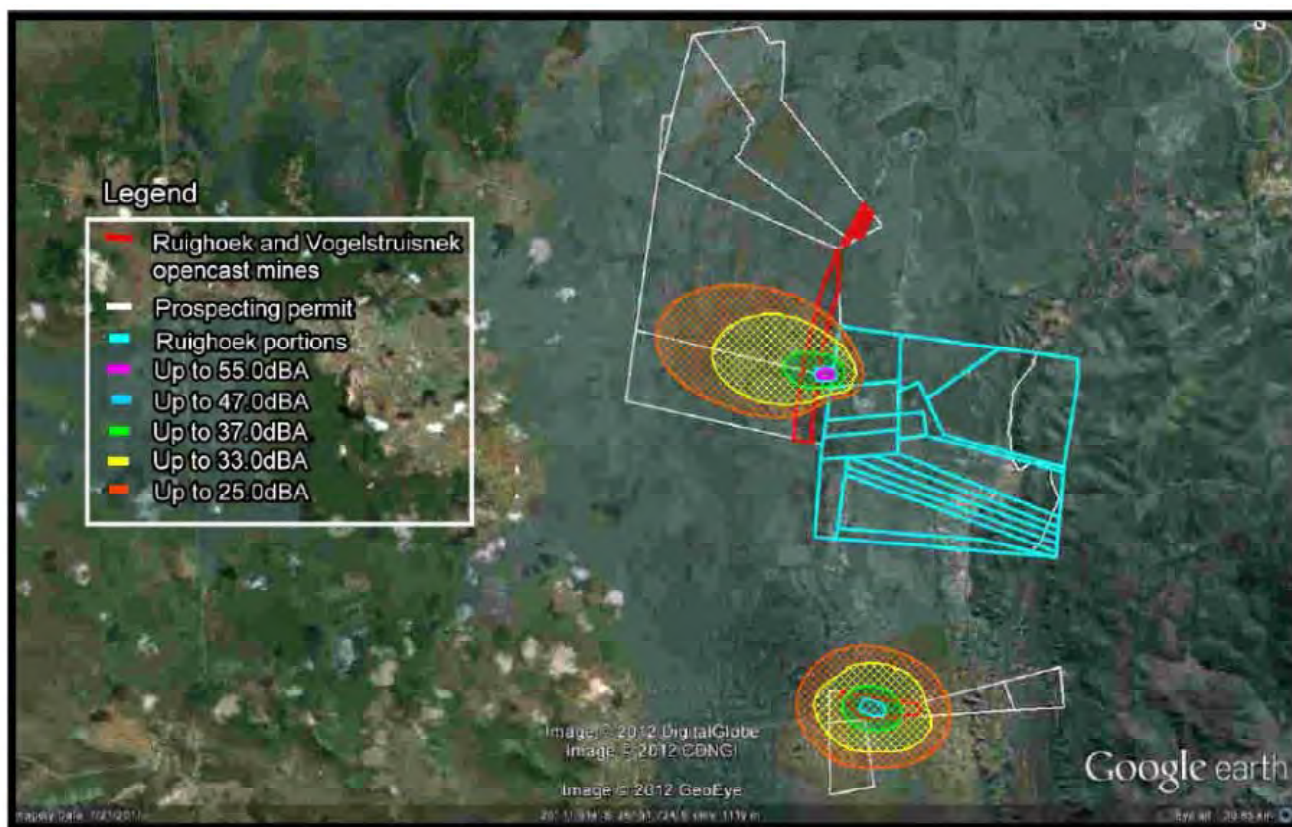 Legend
Ruighoek and Vogelstruisnek
opencast mines
Prospecting permit
Ruighoek portions
Up to 55.0dBA
Up to 47.0dBA
Up to 37.0dBA
Up to 33.0dBA
Up to 25.0dBA
Image © 2012 DigitalGlobe
Image © 2012 CDNGI
Image © 2012 GeoEye
Google earth